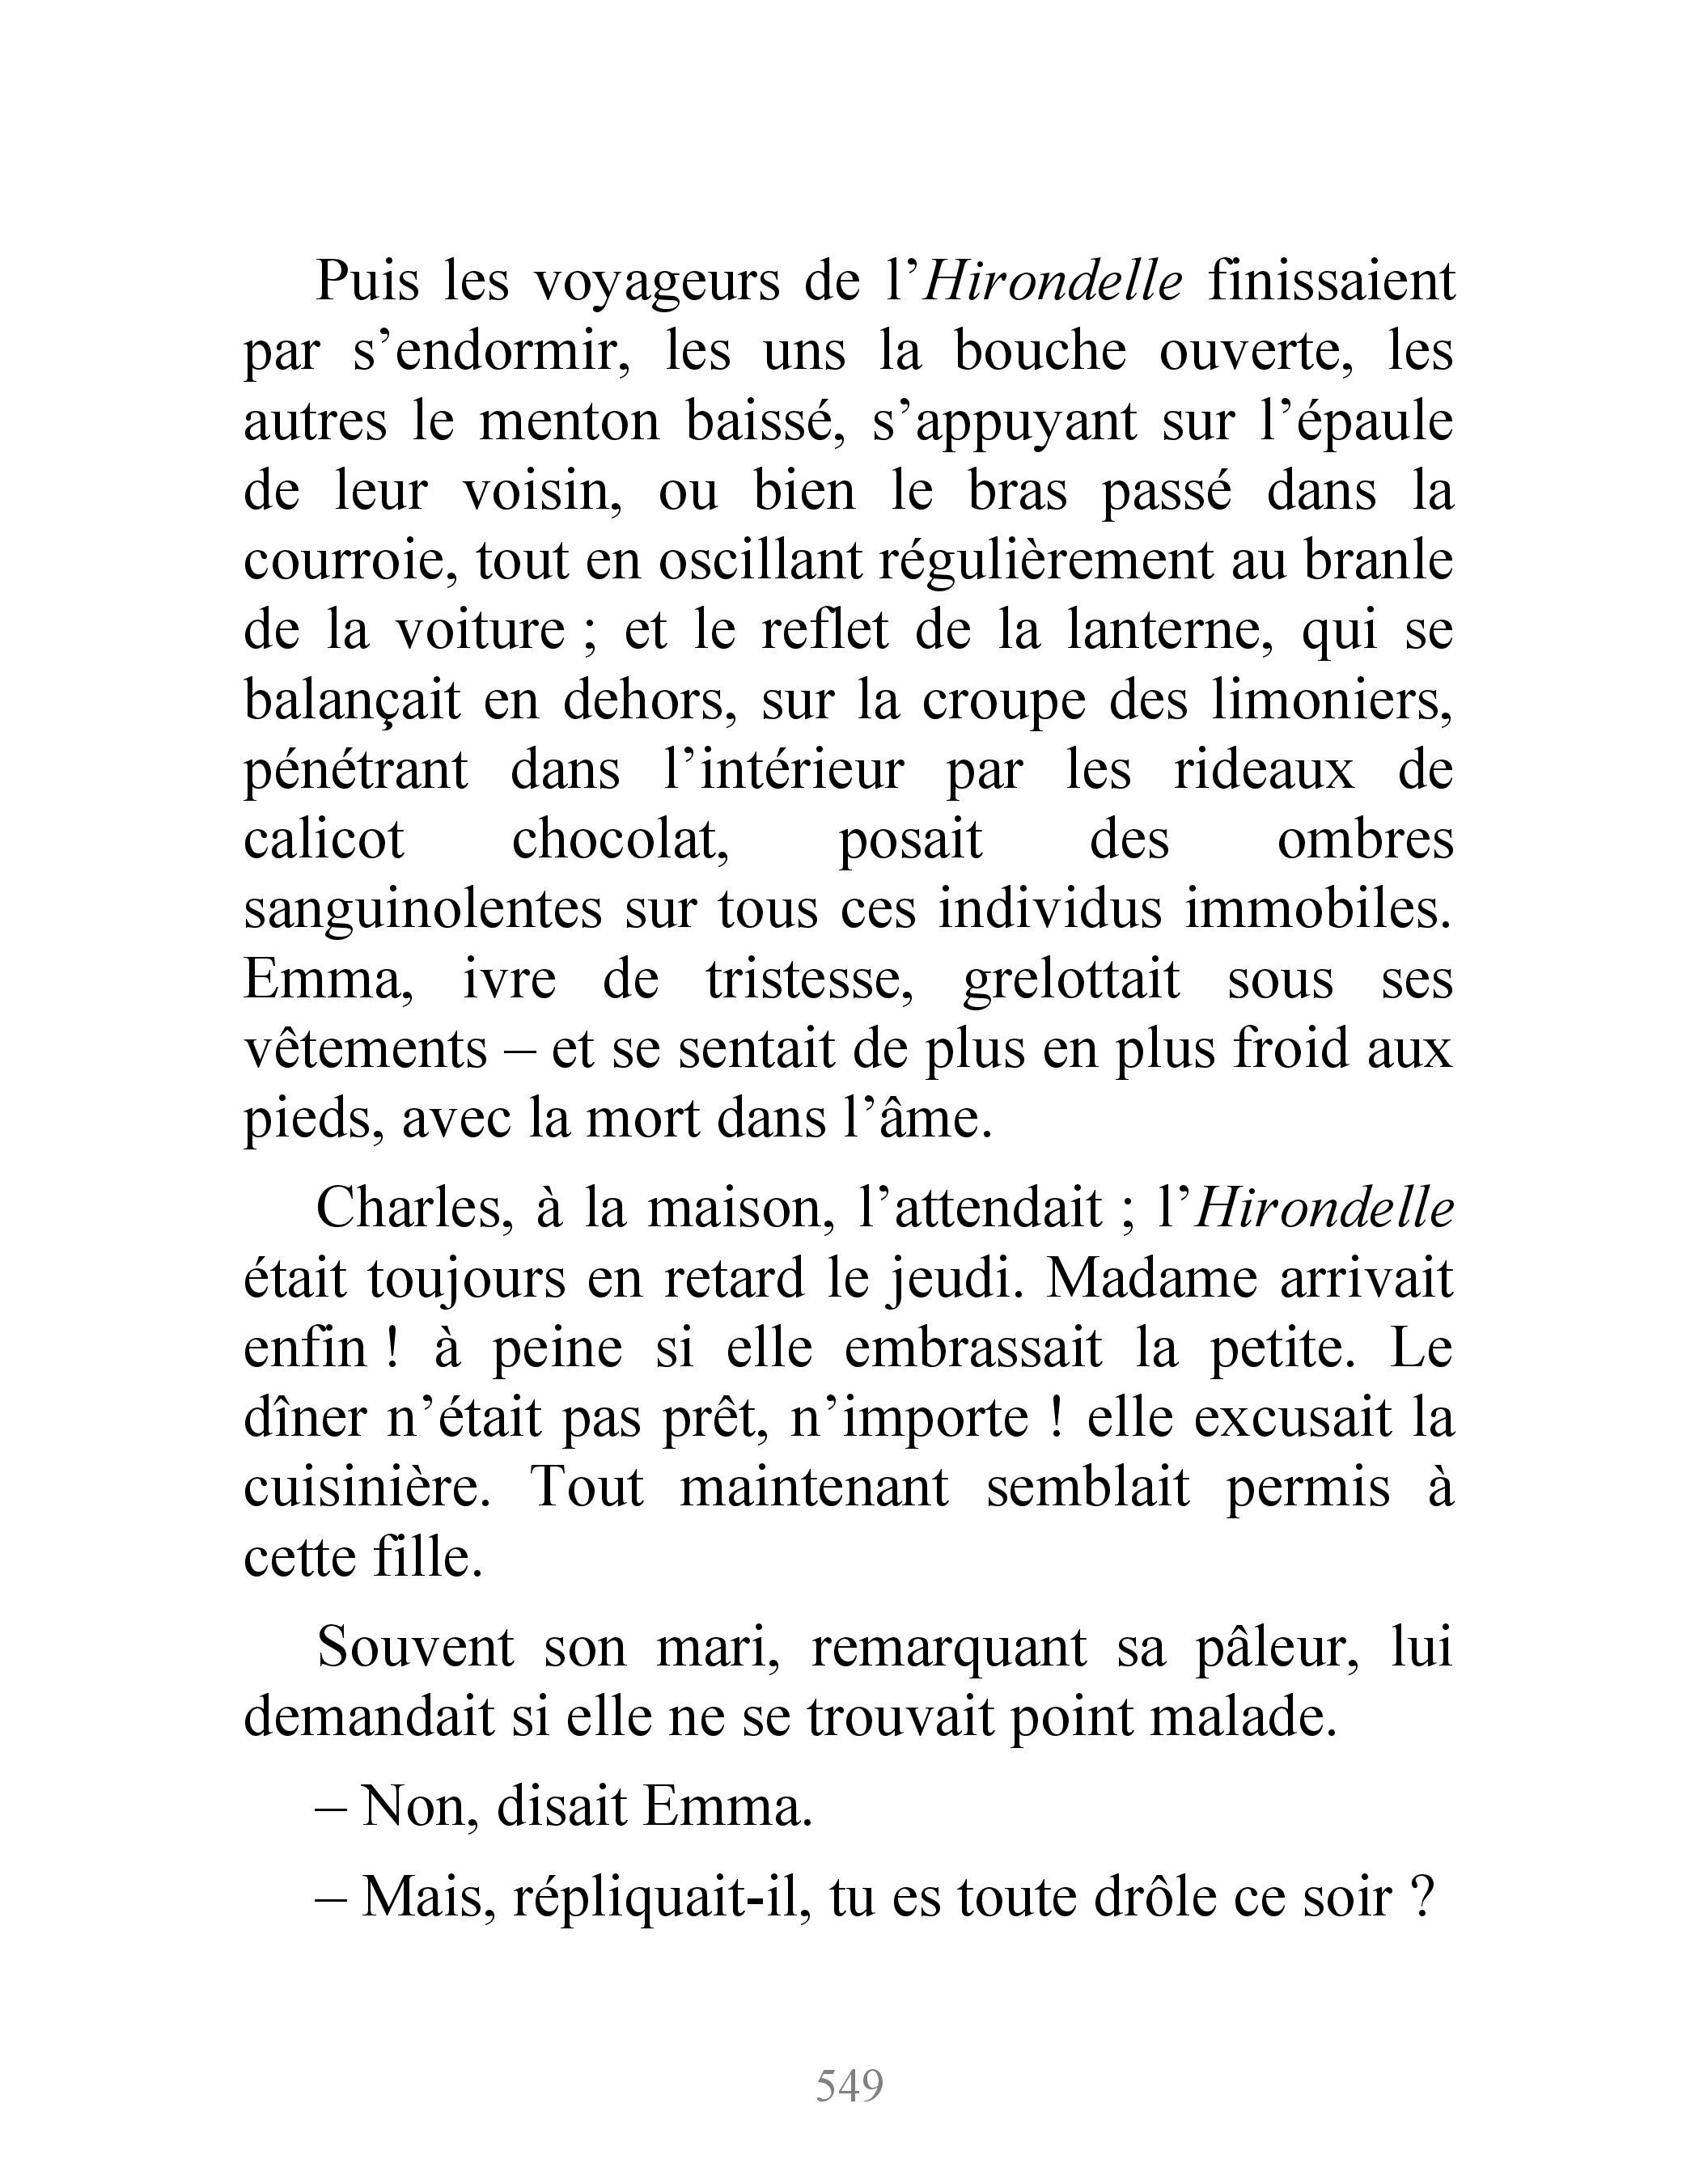 Puis les voyageurs de l’Hirondelle finissaient
par s’endormir, les uns la bouche ouverte, les
autres le menton baissé, s’appuyant sur l’épaule
de leur voisin, ou bien le bras passé dans la
courroie, tout en oscillant régulièrement au branle
de la voiture ; et le reflet de la lanterne, qui se
balançait en dehors, sur la croupe des limoniers,
pénétrant dans l’intérieur par les rideaux de
calicot chocolat, posait des ombres
sanguinolentes sur tous ces individus immobiles.
Emma, ivre de tristesse, grelottait sous ses
vêtements – et se sentait de plus en plus froid aux
pieds, avec la mort dans l’âme.
Charles, à la maison, l’attendait ; l’Hirondelle
était toujours en retard le jeudi. Madame arrivait
enfin ! à peine si elle embrassait la petite. Le
dîner n’était pas prêt, n’importe ! elle excusait la
cuisinière. Tout maintenant semblait permis à
cette fille.
Souvent son mari, remarquant sa pâleur, lui
demandait si elle ne se trouvait point malade.
– Non, disait Emma.
– Mais, répliquait-il, tu es toute drôle ce soir ?
549